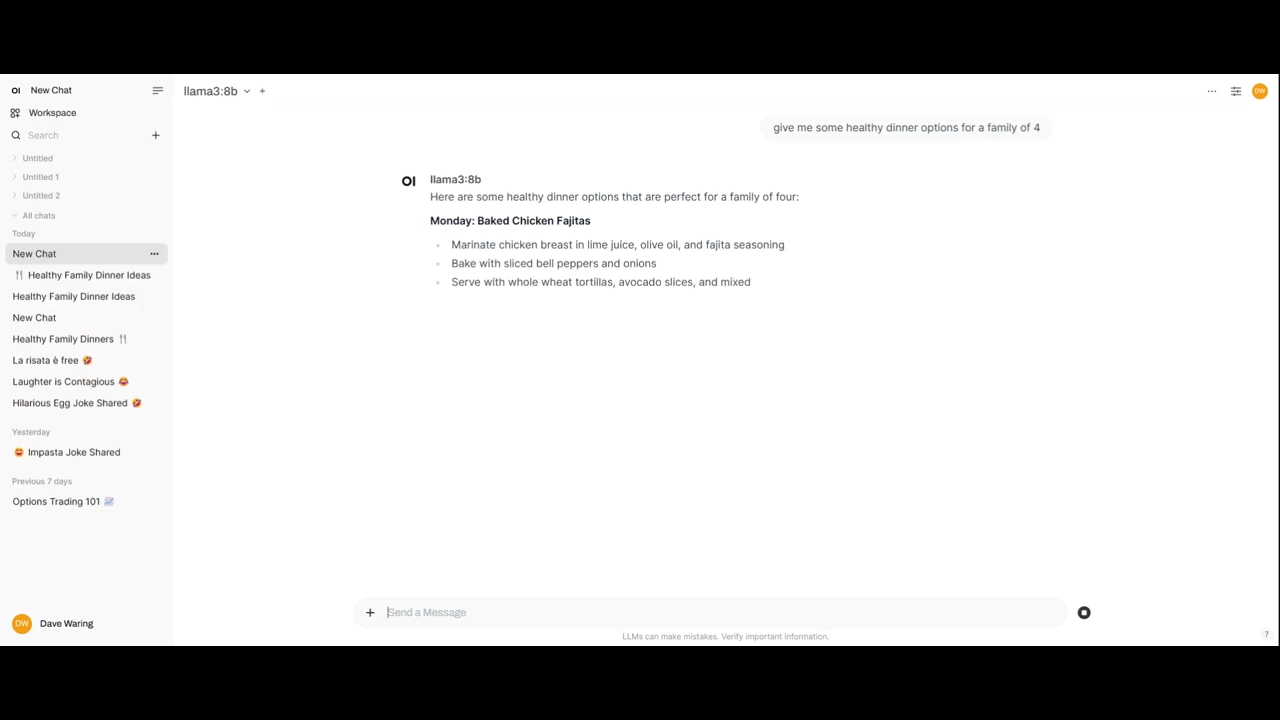 OI New Chat
Workspace
Search
Untitled
Untitled 1
Untitled 2
All chats
Today
New Chat
🍴 Healthy Family Dinner Ideas
Healthy Family Dinner Ideas
New Chat
Healthy Family Dinners 🍴
La risata è free 🤣
Laughter is Contagious 😂
Hilarious Egg Joke Shared 🤣
Yesterday
😄 Impasta Joke Shared
Previous 7 days
Options Trading 101 📈
DW Dave Waring
llama3:8b
DW
give me some healthy dinner options for a family of 4
OI llama3:8b
Here are some healthy dinner options that are perfect for a family of four:
Monday: Baked Chicken Fajitas
Marinate chicken breast in lime juice, olive oil, and fajita seasoning
Bake with sliced bell peppers and onions
Serve with whole wheat tortillas, avocado slices, and mixed
Send a Message
LLMs can make mistakes. Verify important information.
?